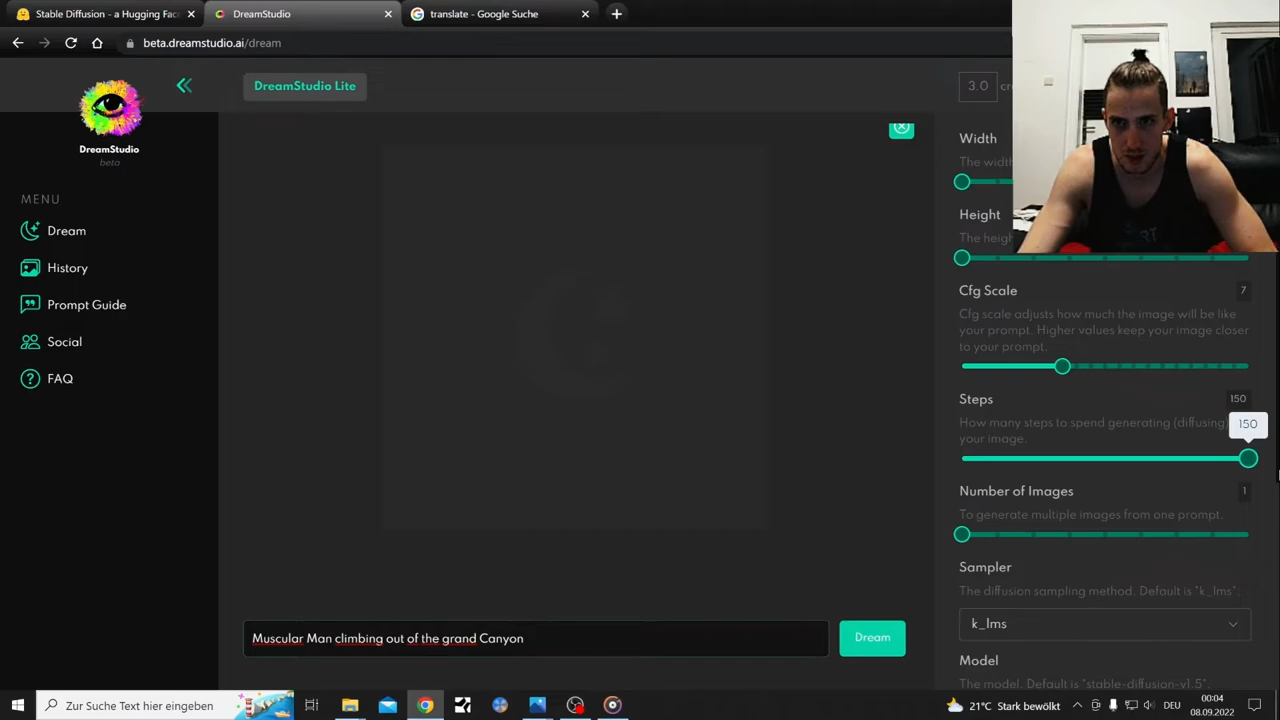 Stable Diffusion - a Hugging Face
DreamStudio
translate - Google Suche
beta.dreamstudio.ai/dream
DreamStudio
beta
MENU
Dream
History
Prompt Guide
Social
FAQ
DreamStudio Lite
Muscular Man climbing out of the grand Canyon
Dream
3.0
Width
The width
Height
The height
Cfg Scale
7
Cfg scale adjusts how much the image will be like
your prompt. Higher values keep your image closer
to your prompt.
Steps
150
How many steps to spend generating (diffusing)
150
your image.
Number of Images
1
To generate multiple images from one prompt.
Sampler
The diffusion sampling method. Default is "k_lms".
k_lms
Model
The model. Default is "stable-diffusion-v1.5".
Zur Suche Text hier eingeben
21°C Stark bewölkt
DEU
00:04
08.09.2022